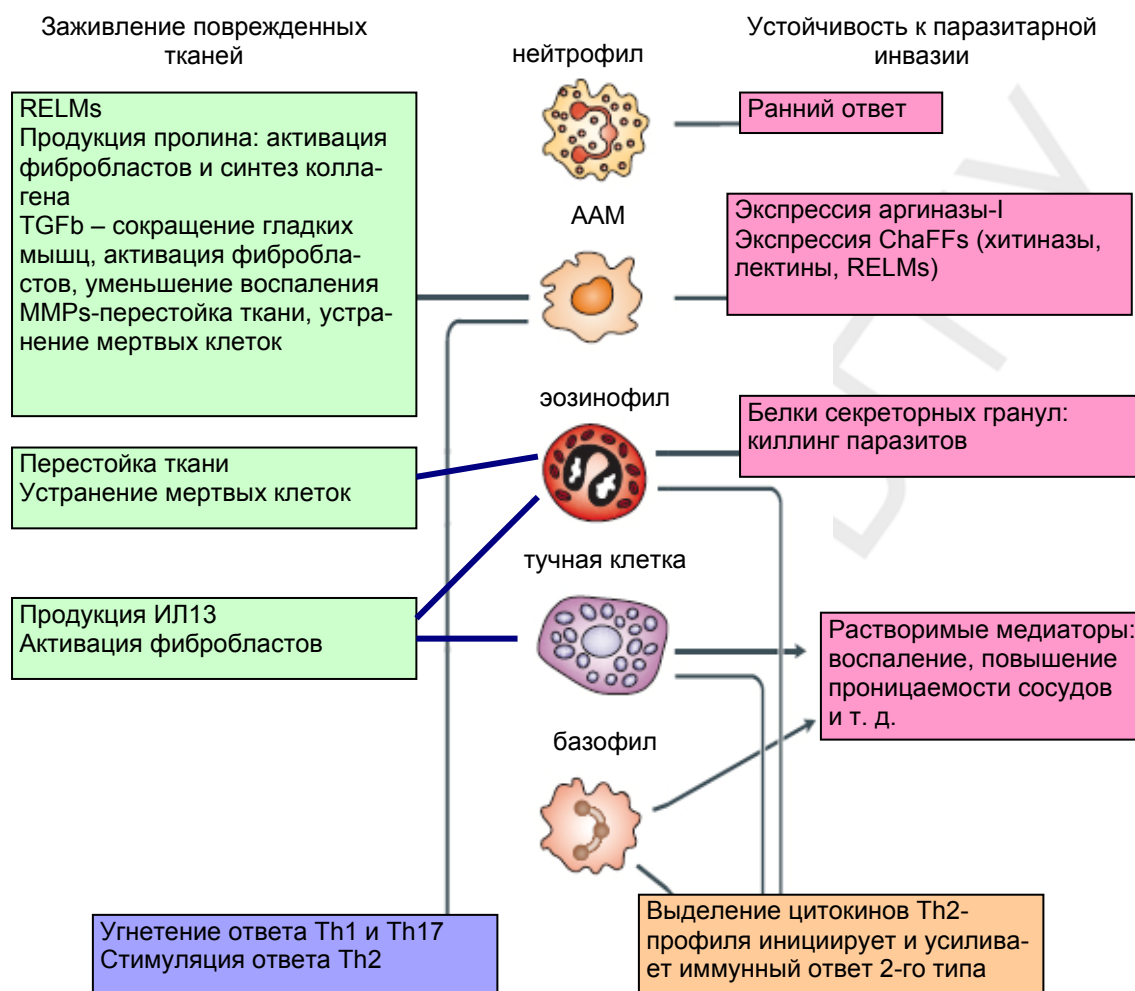 Заживление поврежденных
тканей
Устойчивость к паразитарной
инвазии
нейтрофил
RELMs
Продукция пролина: активация
фибробластов и синтез колла-
гена
TGFb – сокращение гладких
мышц, активация фибробла-
стов, уменьшение воспаления
MMPs-перестойка ткани, устра-
нение мертвых клеток
Ранний ответ
ААМ
Экспрессия аргиназы-I
Экспрессия ChaFFs (хитиназы,
лектины, RELMs)
эозинофил
Белки секреторных гранул:
киллинг паразитов
Перестойка ткани
Устранение мертвых клеток
тучная клетка
Продукция ИЛ13
Активация фибробластов
Растворимые медиаторы:
воспаление, повышение
проницаемости сосудов
и т. д.
базофил
Угнетение ответа Th1 и Th17
Стимуляция ответа Th2
Выделение цитокинов Th2-
профиля инициирует и усилива-
ет иммунный ответ 2-го типа